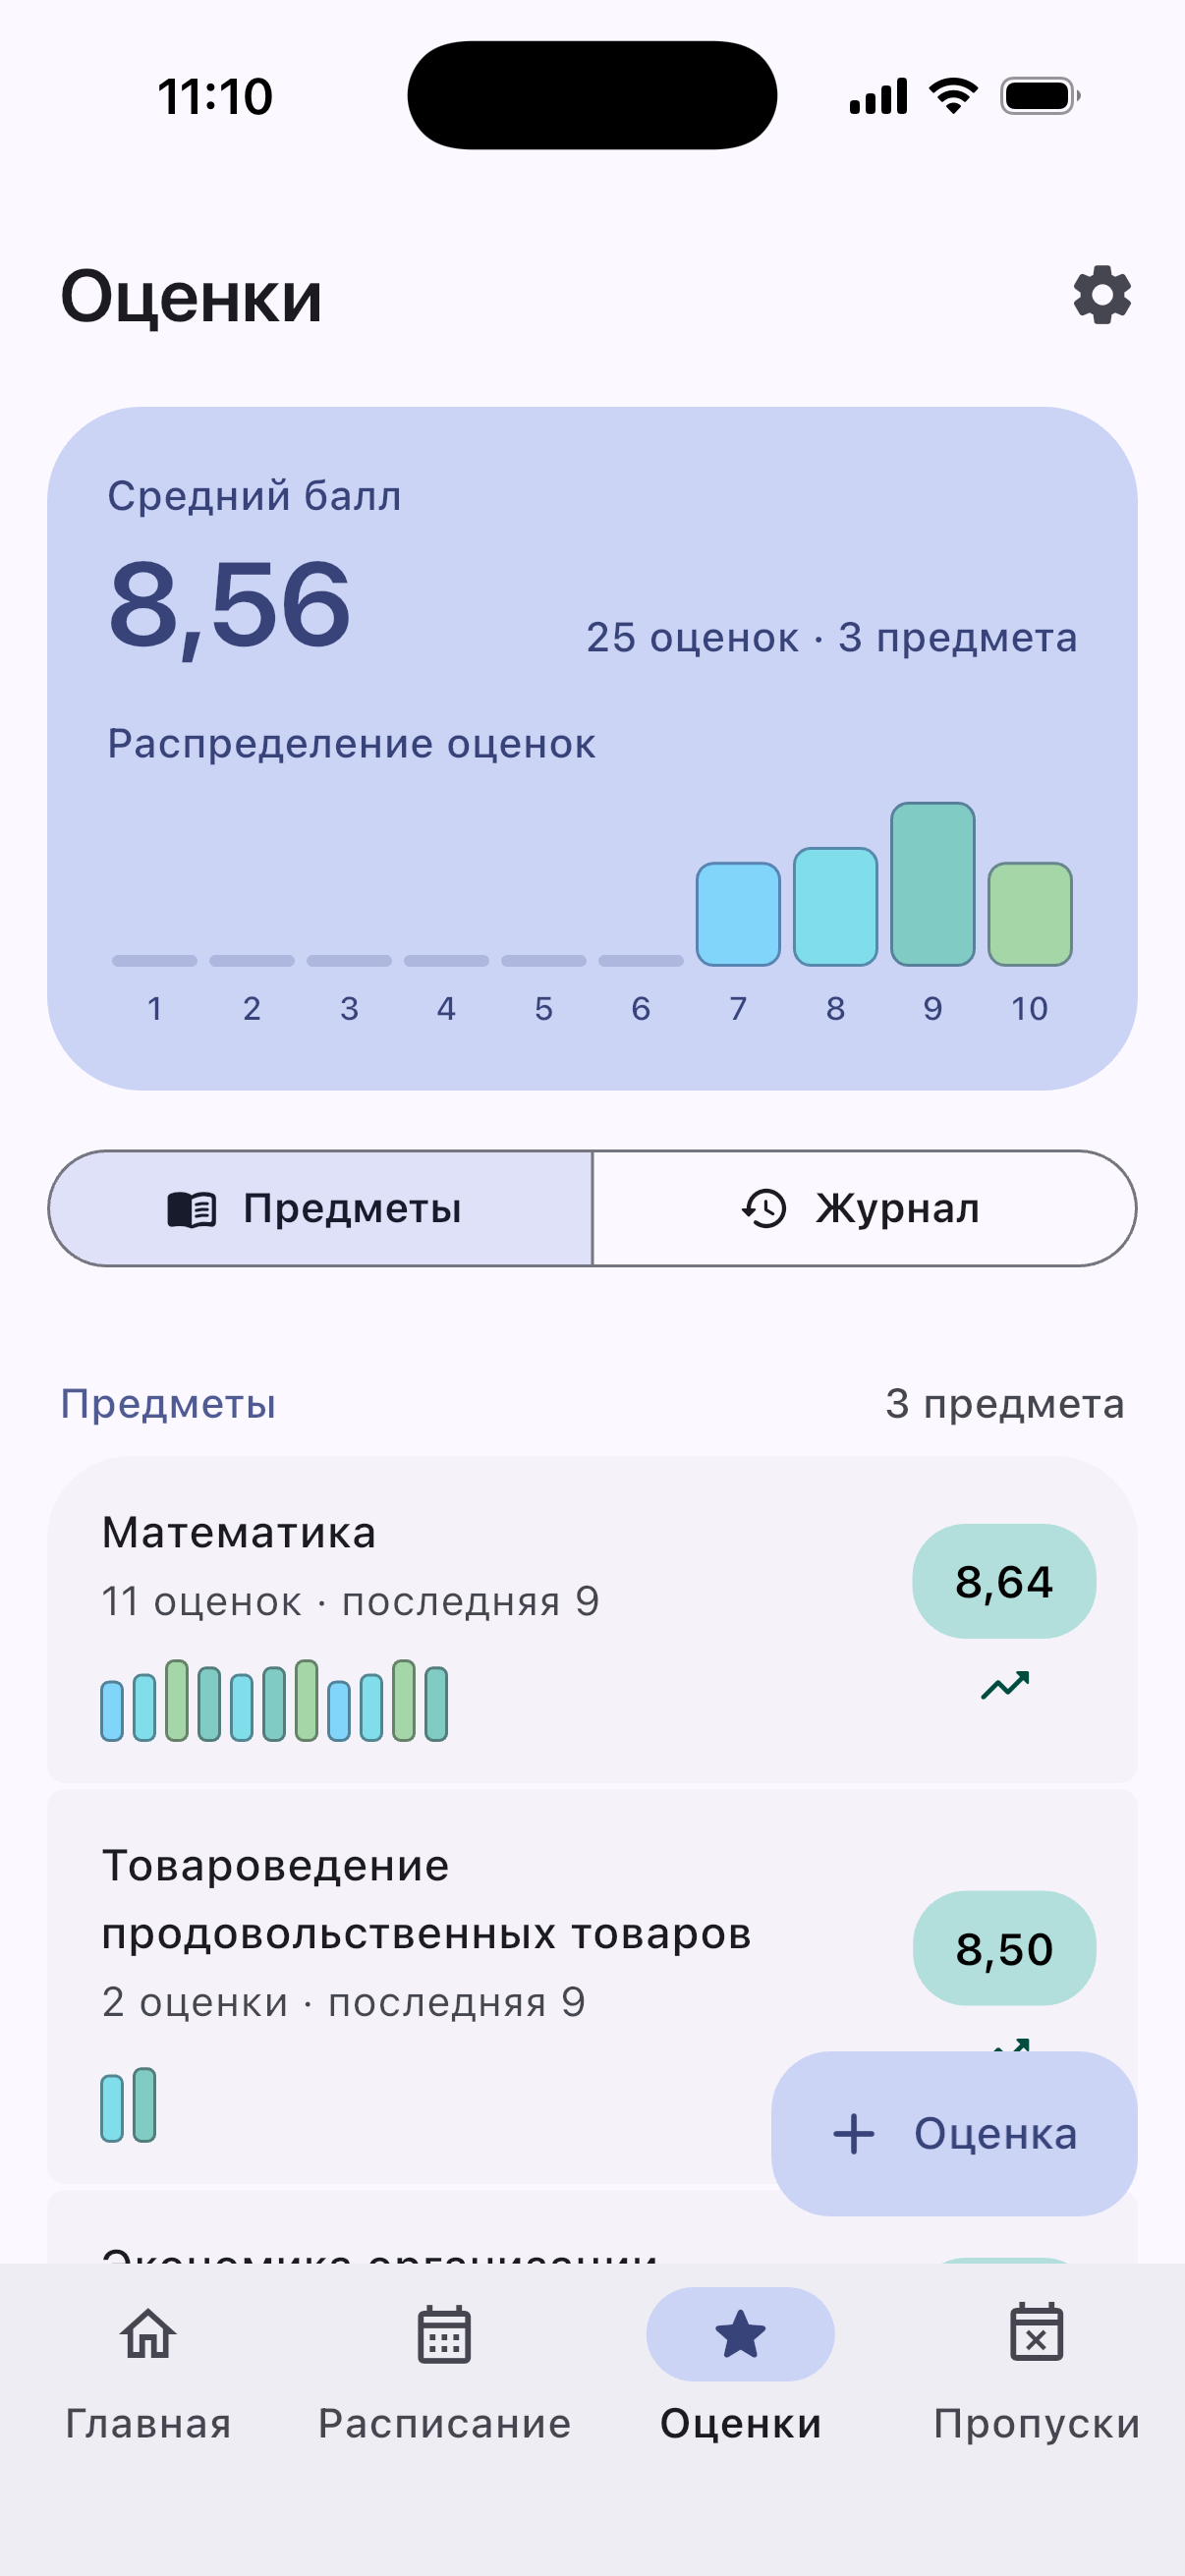 11:10
Оценки
Средний балл
8,56
25 оценок · 3 предмета
Распределение оценок
1 2 3 4 5 6 7 8 9 10
Предметы
Журнал
Предметы
3 предмета
Математика
11 оценок · последняя 9
8,64
Товароведение
продовольственных товаров
2 оценки · последняя 9
8,50
+ Оценка
Экономика организации
Главная
Расписание
Оценки
Пропуски